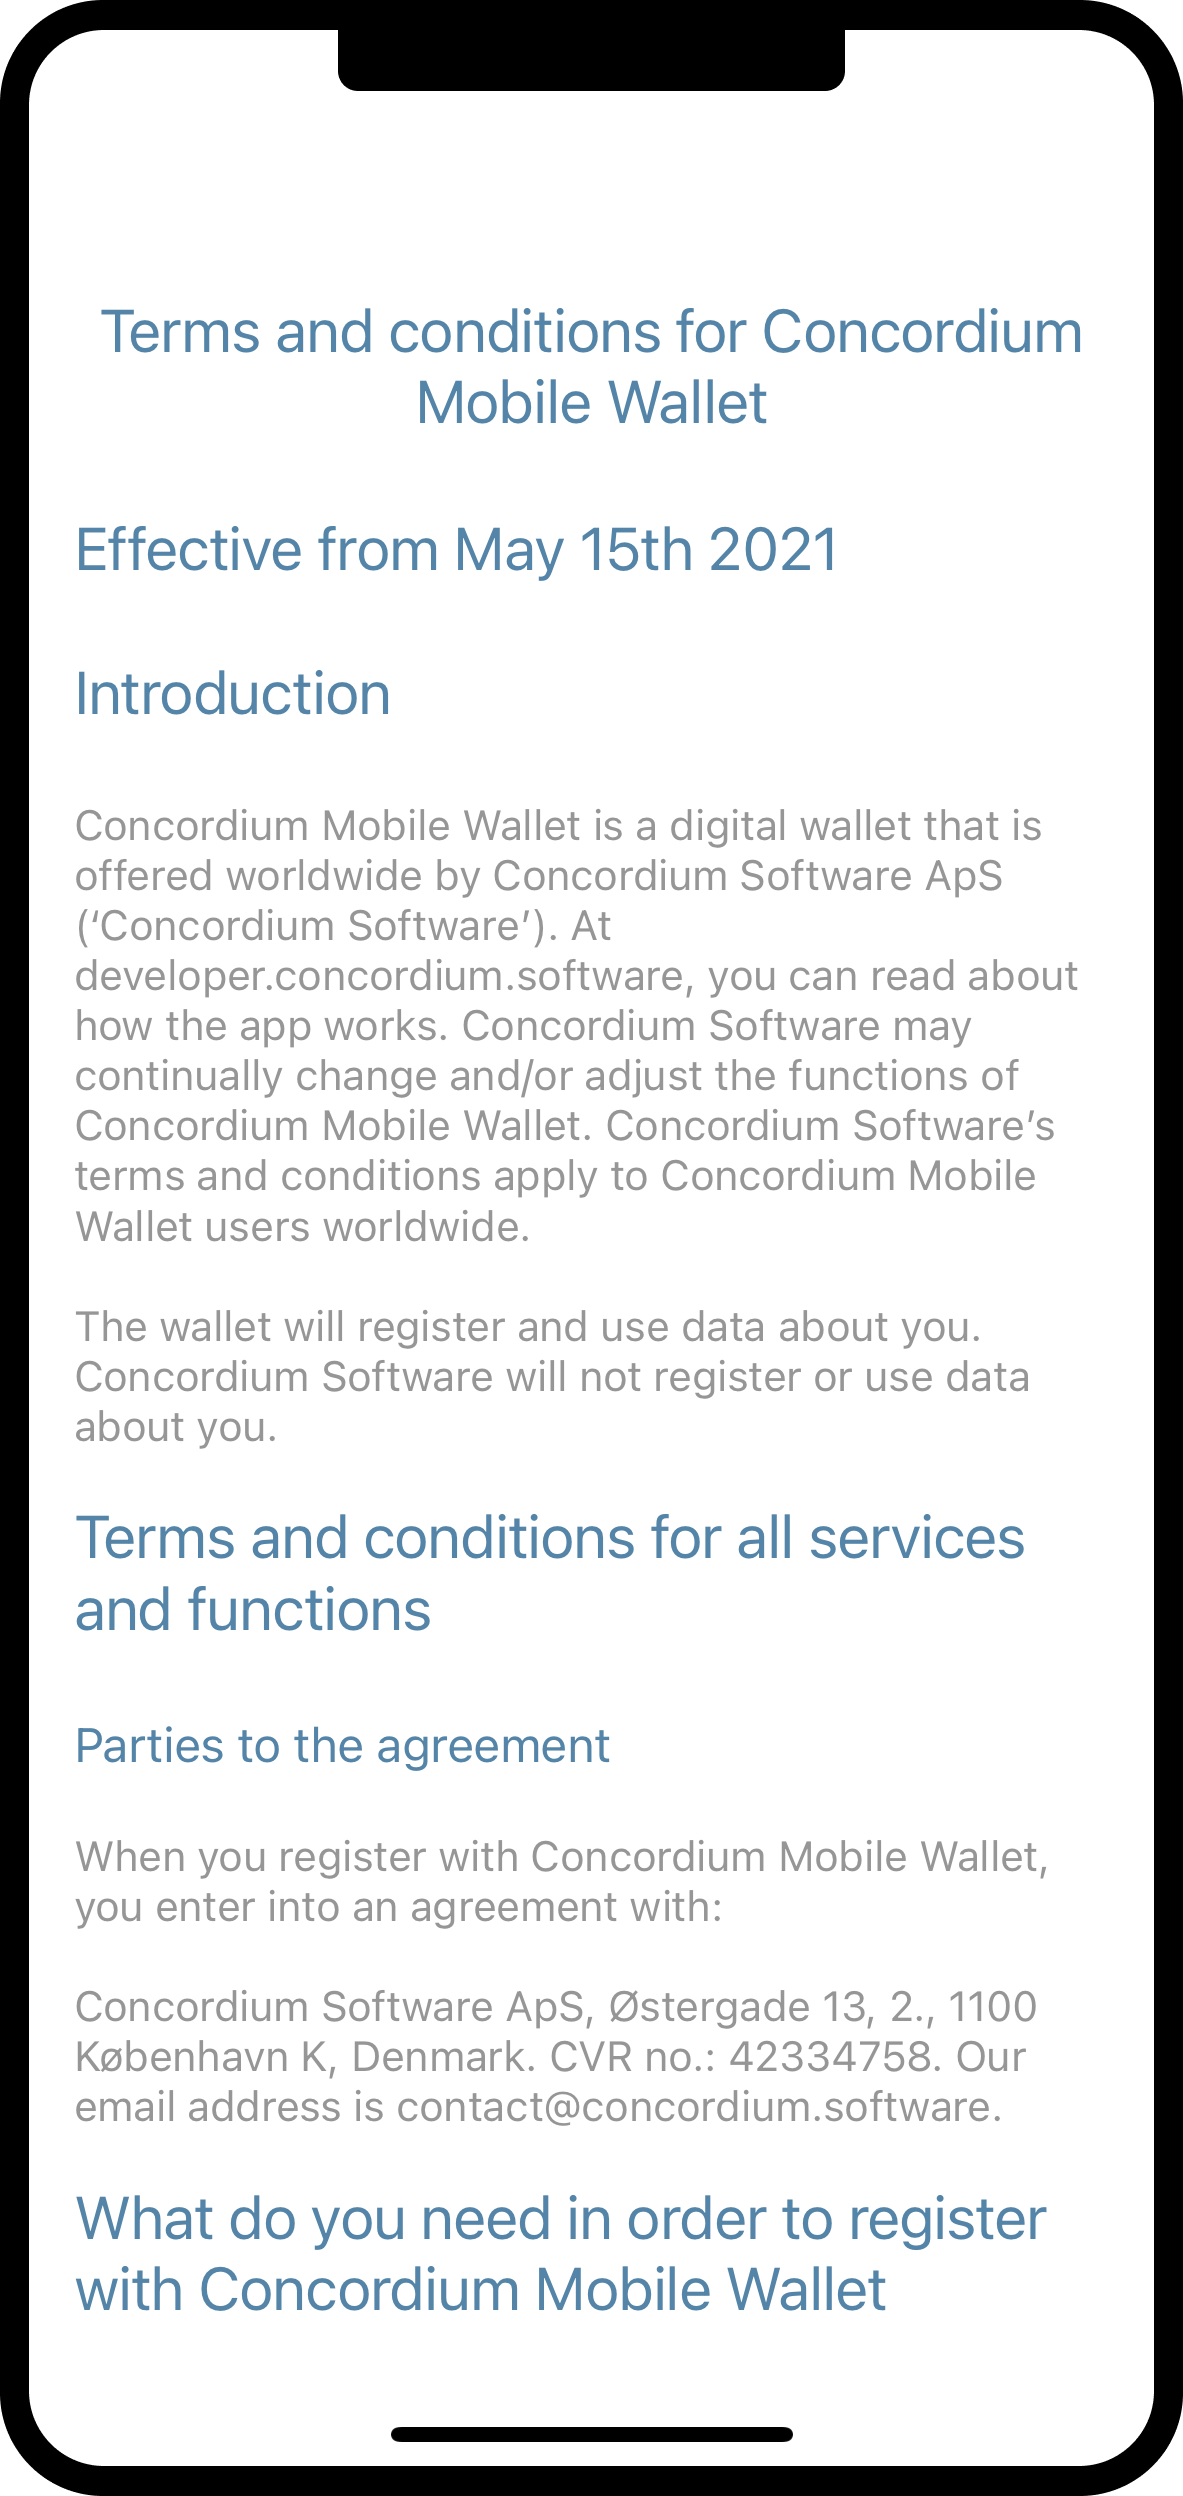 Terms and conditions for Concordium
Mobile Wallet
Effective from May 15th 2021
Introduction
Concordium Mobile Wallet is a digital wallet that is
offered worldwide by Concordium Software ApS
(‘Concordium Software’). At
developer.concordium.software, you can read about
how the app works. Concordium Software may
continually change and/or adjust the functions of
Concordium Mobile Wallet. Concordium Software’s
terms and conditions apply to Concordium Mobile
Wallet users worldwide.
The wallet will register and use data about you.
Concordium Software will not register or use data
about you.
Terms and conditions for all services
and functions
Parties to the agreement
When you register with Concordium Mobile Wallet,
you enter into an agreement with:
Concordium Software ApS, Østergade 13, 2., 1100
København K, Denmark. CVR no.: 42334758. Our
email address is contact@concordium.software.
What do you need in order to register
with Concordium Mobile Wallet